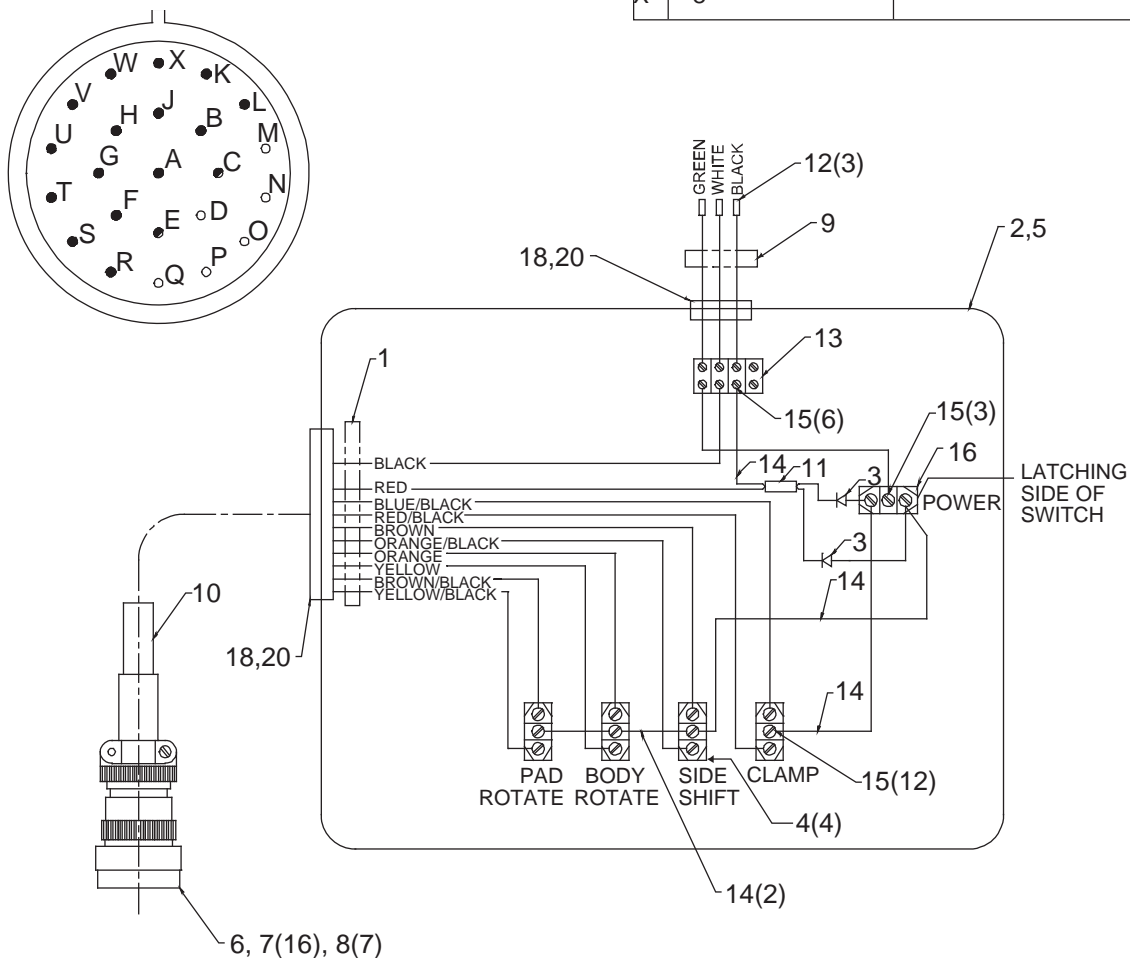 X
W
X
K
V
J
L
H
B
M
U
G
A
C
T
N
F
D
E
S
O
R
P
Q
GREEN
WHITE
BLACK
12(3)
9
2,5
18,20
13
1
15(6)
15(3)
16
BLACK
RED
BLUE/BLACK
RED/BLACK
BROWN
ORANGE/BLACK
ORANGE
YELLOW
BROWN/BLACK
YELLOW/BLACK
14
11
3
POWER
LATCHING
SIDE OF
SWITCH
3
14
10
18,20
14
PAD
ROTATE
BODY
ROTATE
SIDE
SHIFT
CLAMP
15(12)
4(4)
14(2)
6, 7(16), 8(7)